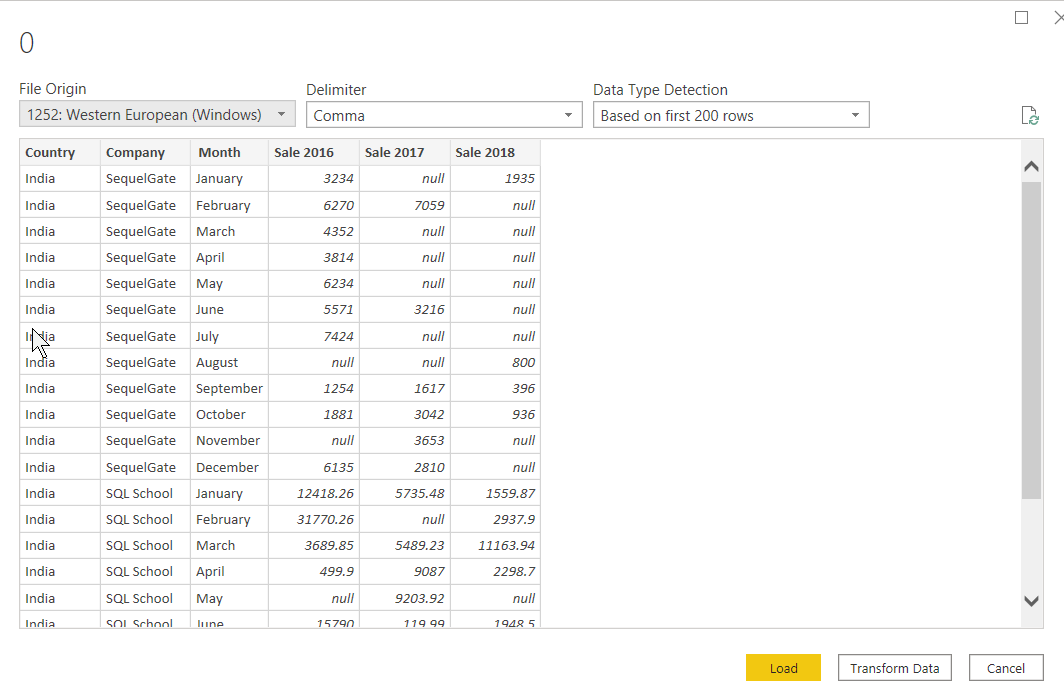 0
File Origin Delimiter Data Type Detection
1252: Western European (Windows) Comma Based on first 200 rows
Country Company Month Sale 2016 Sale 2017 Sale 2018
India SequelGate January 3234 null 1935
India SequelGate February 6270 7059 null
India SequelGate March 4352 null null
India SequelGate April 3814 null null
India SequelGate May 6234 null null
India SequelGate June 5571 3216 null
India SequelGate July 7424 null null
India SequelGate August null null 800
India SequelGate September 1254 1617 396
India SequelGate October 1881 3042 936
India SequelGate November null 3653 null
India SequelGate December 6135 2810 null
India SQL School January 12418.26 5735.48 1559.87
India SQL School February 31770.26 null 2937.9
India SQL School March 3689.85 5489.23 11163.94
India SQL School April 499.9 9087 2298.7
India SQL School May null 9203.92 null
India SQL School June 15790 119.99 1948.5
Load Transform Data Cancel